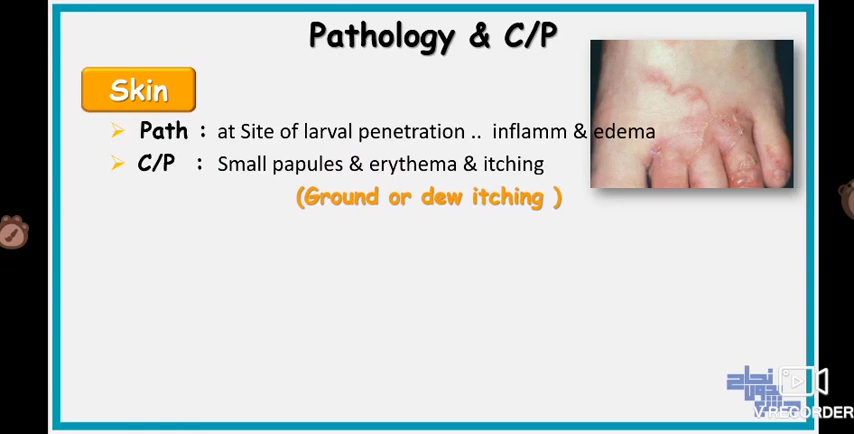 Pathology & C/P
Skin
Path : at Site of larval penetration .. inflamm & edema
C/P : Small papules & erythema & itching
(Ground or dew itching )
V RECORDER